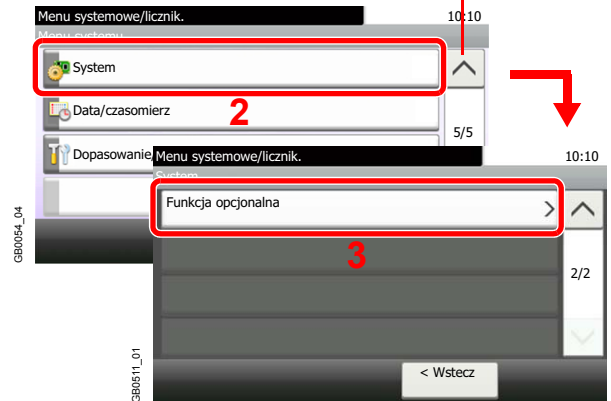 Menu systemowe/licznik. 10:10
Menu systemu
System
Data/czasomierz
2
5/5
Dopasowanie,
GB0054_04
Menu systemowe/licznik. 10:10
System
Funkcja opcjonalna
3
2/2
< Wstecz
GB0511_01